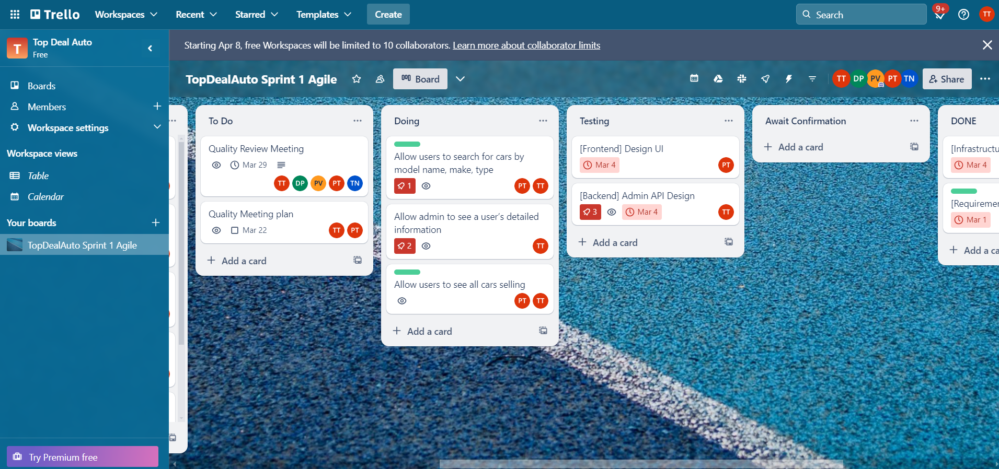 Trello
Workspaces
Recent
Starred
Templates
Create
Search
9+
TT
T
Top Deal Auto
Free
Starting Apr 8, free Workspaces will be limited to 10 collaborators. Learn more about collaborator limits
Boards
Members
Workspace settings
Workspace views
Table
Calendar
Your boards
TopDealAuto Sprint 1 Agile
Try Premium free
TopDealAuto Sprint 1 Agile
Board
TT DP PV PT TN
Share
To Do
Quality Review Meeting
Mar 29
TT DP PV PT TN
Quality Meeting plan
Mar 22
TT PT
Add a card
Doing
Allow users to search for cars by
model name, make, type
1
PT TT
Allow admin to see a user's detailed
information
2
TT
Allow users to see all cars selling
PT TT
Add a card
Testing
[Frontend] Design UI
Mar 4
PT
[Backend] Admin API Design
3
Mar 4
TT
Add a card
Await Confirmation
Add a card
DONE
[Infrastructu
Mar 4
[Requiremer
Mar 1
Add a ca